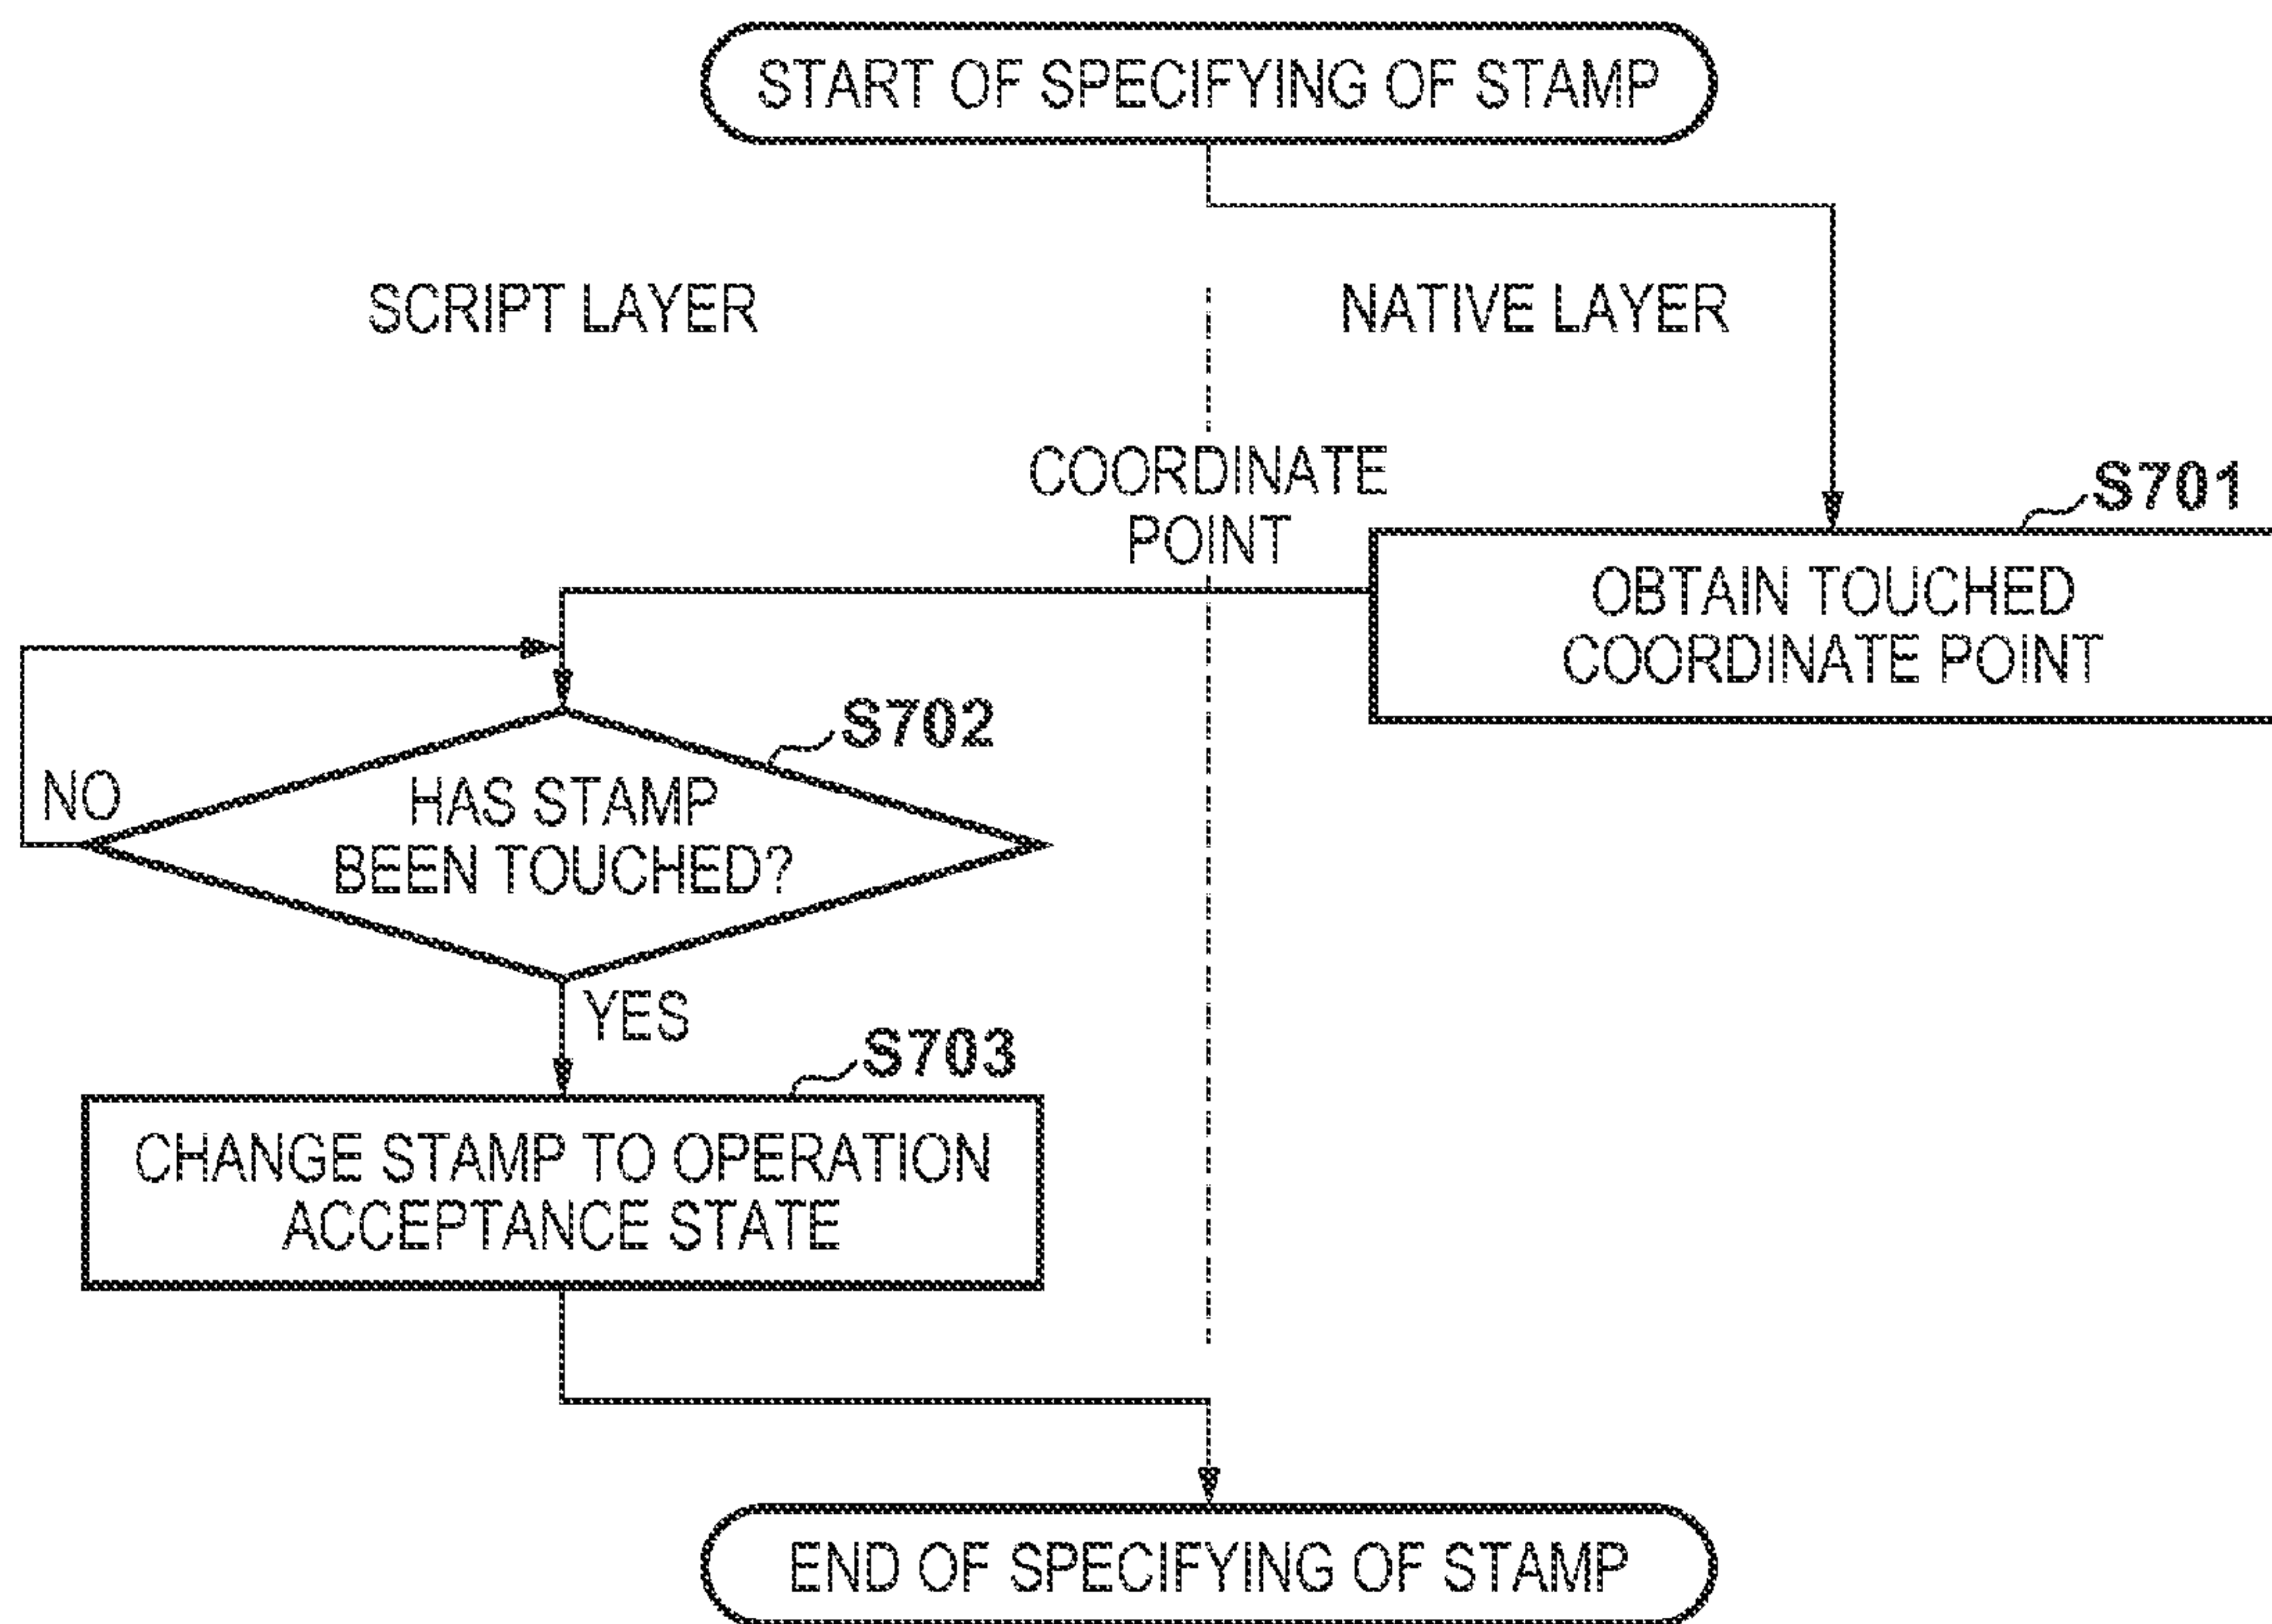 START OF SPECIFYING OF STAMP
SCRIPT LAYER
NATIVE LAYER
COORDINATE
POINT
S701
OBTAIN TOUCHED
COORDINATE POINT
S702
NO
HAS STAMP
BEEN TOUCHED?
YES
S703
CHANGE STAMP TO OPERATION
ACCEPTANCE STATE
END OF SPECIFYING OF STAMP